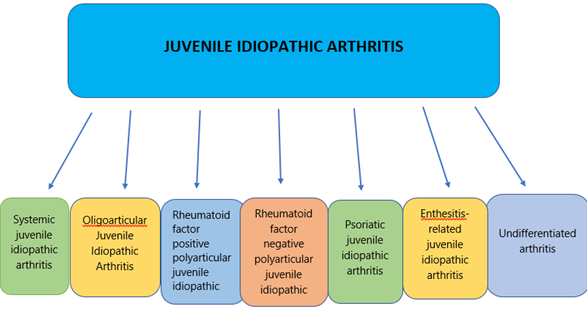 JUVENILE IDIOPATHIC ARTHRITIS
Systemic
juvenile
idiopathic
arthritis
Oligoarticular
Juvenile
Idiopathic
Arthritis
Rheumatoid
factor
positive
polyarticular
juvenile
idiopathic
Rheumatoid
factor
negative
polyarticular
juvenile
idiopathic
Psoriatic
juvenile
idiopathic
arthritis
Enthesitis-
related
juvenile
idiopathic
arthritis
Undifferentiated
arthritis